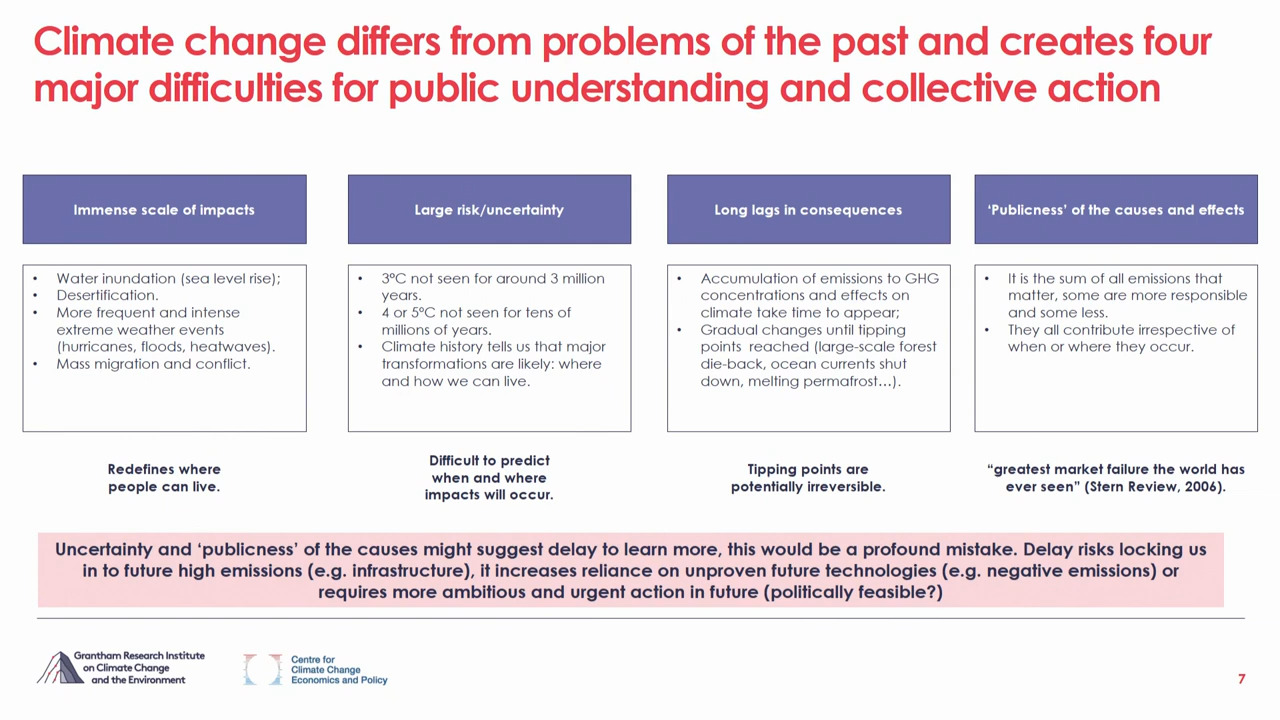 Climate change differs from problems of the past and creates four
major difficulties for public understanding and collective action
Immense scale of impacts
• Water inundation (sea level rise);
• Desertification.
• More frequent and intense
extreme weather events
(hurricanes, floods, heatwaves).
• Mass migration and conflict.
Redefines where
people can live.
Large risk/uncertainty
• 3°C not seen for around 3 million
years.
• 4 or 5°C not seen for tens of
millions of years.
• Climate history tells us that major
transformations are likely: where
and how we can live.
Difficult to predict
when and where
impacts will occur.
Long lags in consequences
• Accumulation of emissions to GHG
concentrations and effects on
climate take time to appear;
• Gradual changes until tipping
points reached (large-scale forest
die-back, ocean currents shut
down, melting permafrost…).
Tipping points are
potentially irreversible.
‘Publicness’ of the causes and effects
• It is the sum of all emissions that
matter, some are more responsible
and some less.
• They all contribute irrespective of
when or where they occur.
“greatest market failure the world has
ever seen” (Stern Review, 2006).
Uncertainty and ‘publicness’ of the causes might suggest delay to learn more, this would be a profound mistake. Delay risks locking us
in to future high emissions (e.g. infrastructure), it increases reliance on unproven future technologies (e.g. negative emissions) or
requires more ambitious and urgent action in future (politically feasible?)
Grantham Research Institute
on Climate Change
and the Environment
Centre for
Climate Change
Economics and Policy
7